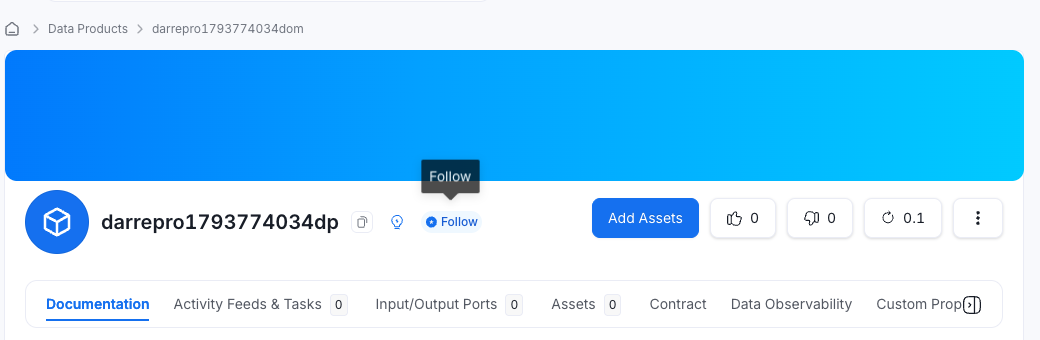 Data Products darrepro1793774034dom
Follow
darrepro1793774034dp Follow Add Assets 0 0 0.1
Documentation Activity Feeds & Tasks 0 Input/Output Ports 0 Assets 0 Contract Data Observability Custom Prop